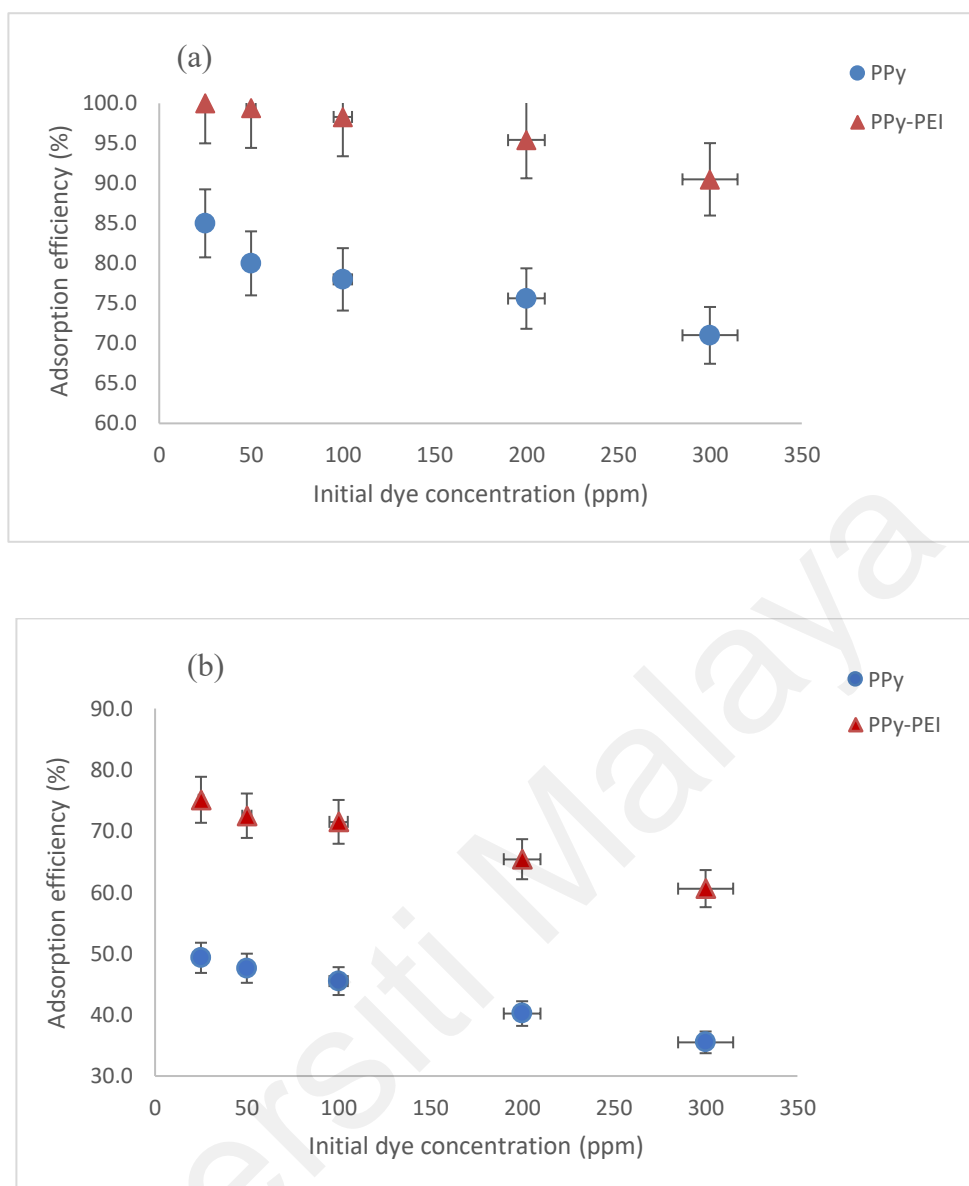 (a)
PPy
PPy-PEI
100.0
95.0
90.0
85.0
80.0
75.0
70.0
65.0
60.0
Adsorption efficiency (%)
0 50 100 150 200 250 300 350
Initial dye concentration (ppm)
(b)
PPy
PPy-PEI
90.0
80.0
70.0
60.0
50.0
40.0
30.0
Adsorption efficiency (%)
0 50 100 150 200 250 300 350
Initial dye concentration (ppm)
ersiti Malaya